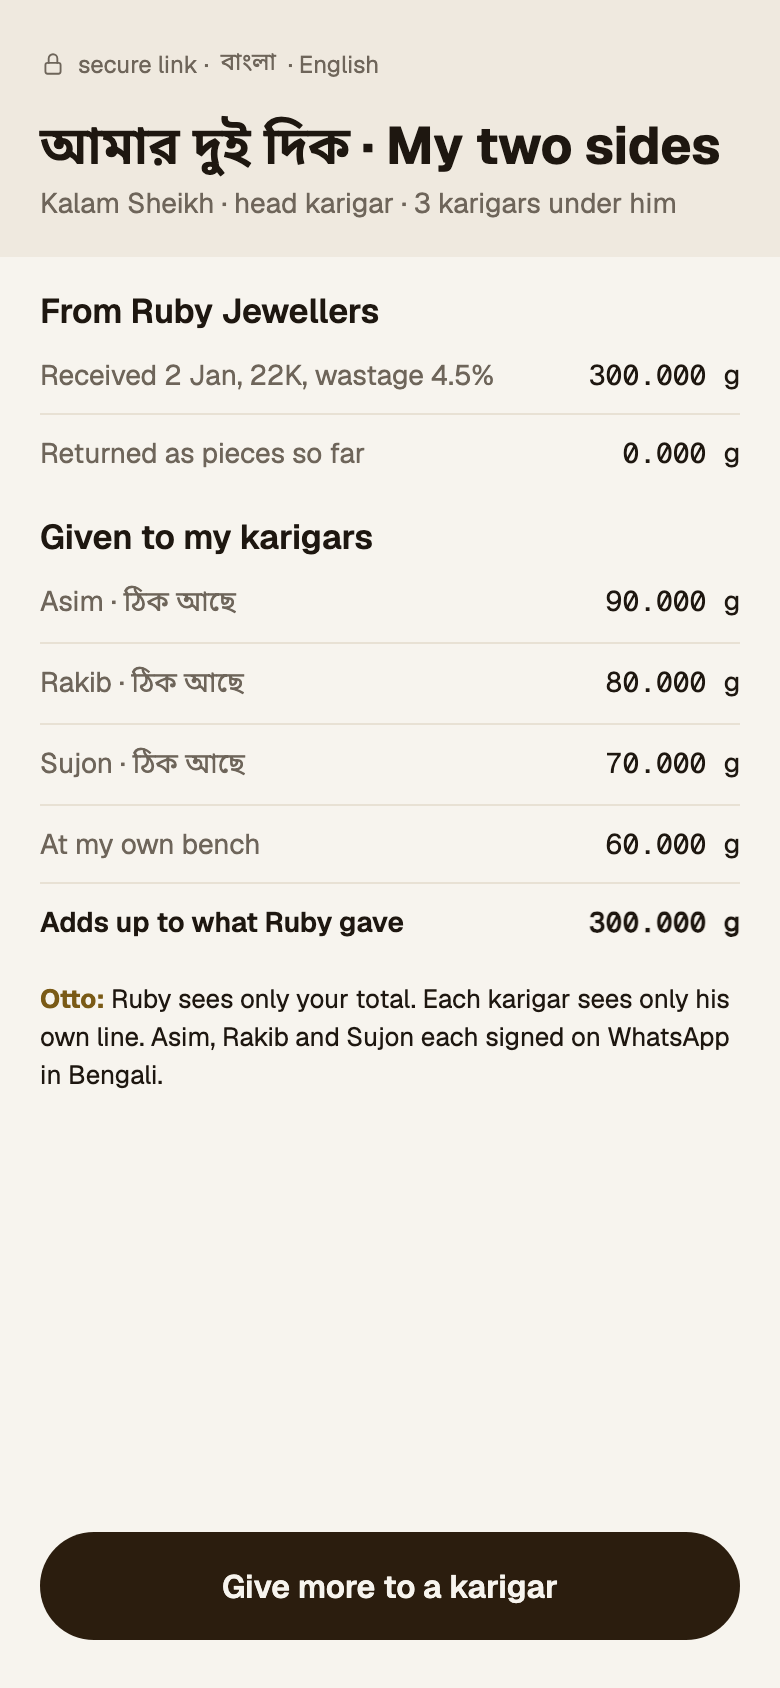 secure link · বাংলা · English
আমার দুই দিক · My two sides
Kalam Sheikh · head karigar · 3 karigars under him
From Ruby Jewellers
Received 2 Jan, 22K, wastage 4.5% 300.000 g
Returned as pieces so far 0.000 g
Given to my karigars
Asim · ঠিক আছে 90.000 g
Rakib · ঠিক আছে 80.000 g
Sujon · ঠিক আছে 70.000 g
At my own bench 60.000 g
Adds up to what Ruby gave 300.000 g
Otto: Ruby sees only your total. Each karigar sees only his
own line. Asim, Rakib and Sujon each signed on WhatsApp
in Bengali.
Give more to a karigar